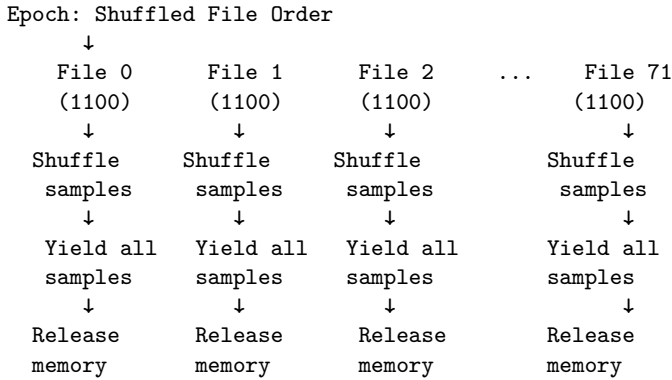 Epoch: Shuffled File Order
↓
File 0 File 1 File 2 ... File 71
(1100) (1100) (1100) (1100)
↓ ↓ ↓ ↓
Shuffle Shuffle Shuffle Shuffle
samples samples samples samples
↓ ↓ ↓ ↓
Yield all Yield all Yield all Yield all
samples samples samples samples
↓ ↓ ↓ ↓
Release Release Release Release
memory memory memory memory